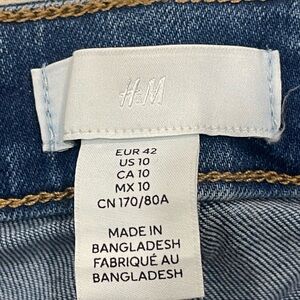 H&M
EUR 42
US 10
CA 10
MX 10
CN 170/80A
MADE IN
BANGLADESH
FABRIQUÉ AU
BANGLADESH